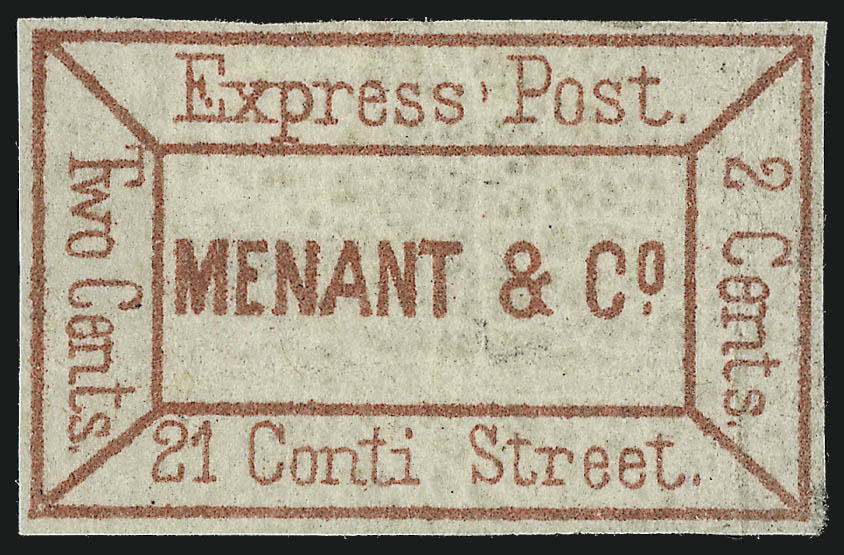 Express Post.
Two Cents.
MENANT & Co.
2 Cents.
21 Conti Street.